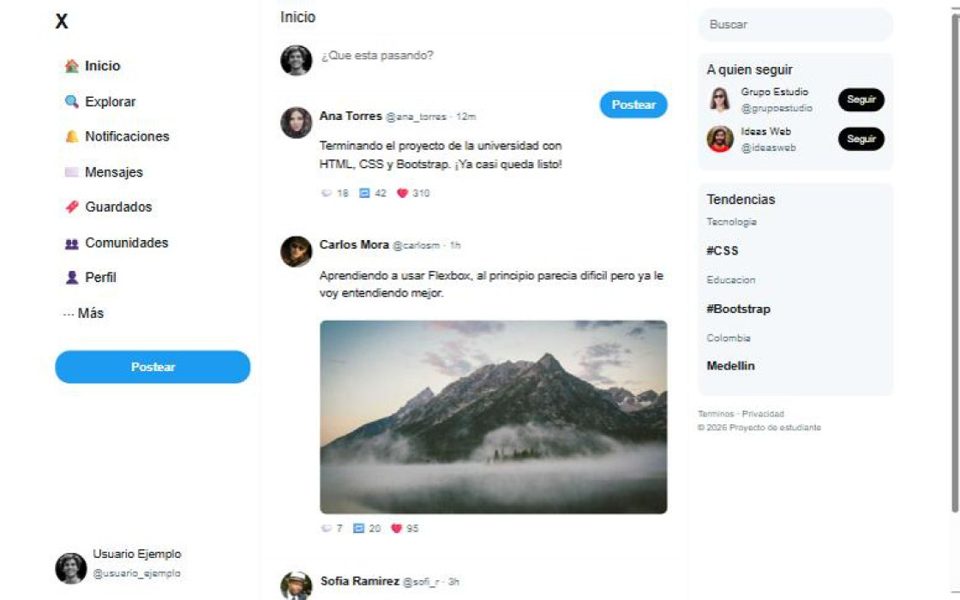 X
Inicio
Explorar
Notificaciones
Mensajes
Guardados
Comunidades
Perfil
··· Más
Postear
Usuario Ejemplo
@usuario_ejemplo
Inicio
¿Que esta pasando?
Postear
Ana Torres @ana_torres · 12m
Terminando el proyecto de la universidad con
HTML, CSS y Bootstrap. ¡Ya casi queda listo!
18 42 310
Carlos Mora @carlosm · 1h
Aprendiendo a usar Flexbox, al principio parecia dificil pero ya le
voy entendiendo mejor.
7 20 95
Sofia Ramirez @sofi_r · 3h
Buscar
A quien seguir
Grupo Estudio
@grupoestudio
Seguir
Ideas Web
@ideasweb
Seguir
Tendencias
Tecnologia
#CSS
Educacion
#Bootstrap
Colombia
Medellin
Terminos · Privacidad
© 2026 Proyecto de estudiante